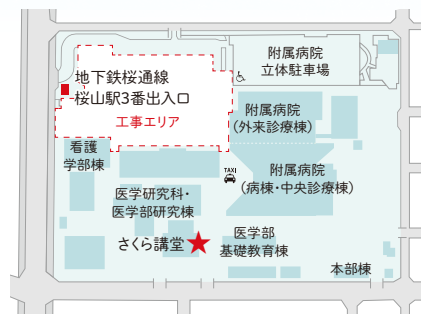 附属病院
立体駐車場
地下鉄桜通線
桜山駅3番出入口
工事エリア
附属病院
(外来診療棟)
看護
学部棟
TAXI
附属病院
(病棟・中央診療棟)
医学研究科・
医学部研究棟
さくら講堂
医学部
基礎教育棟
本部棟